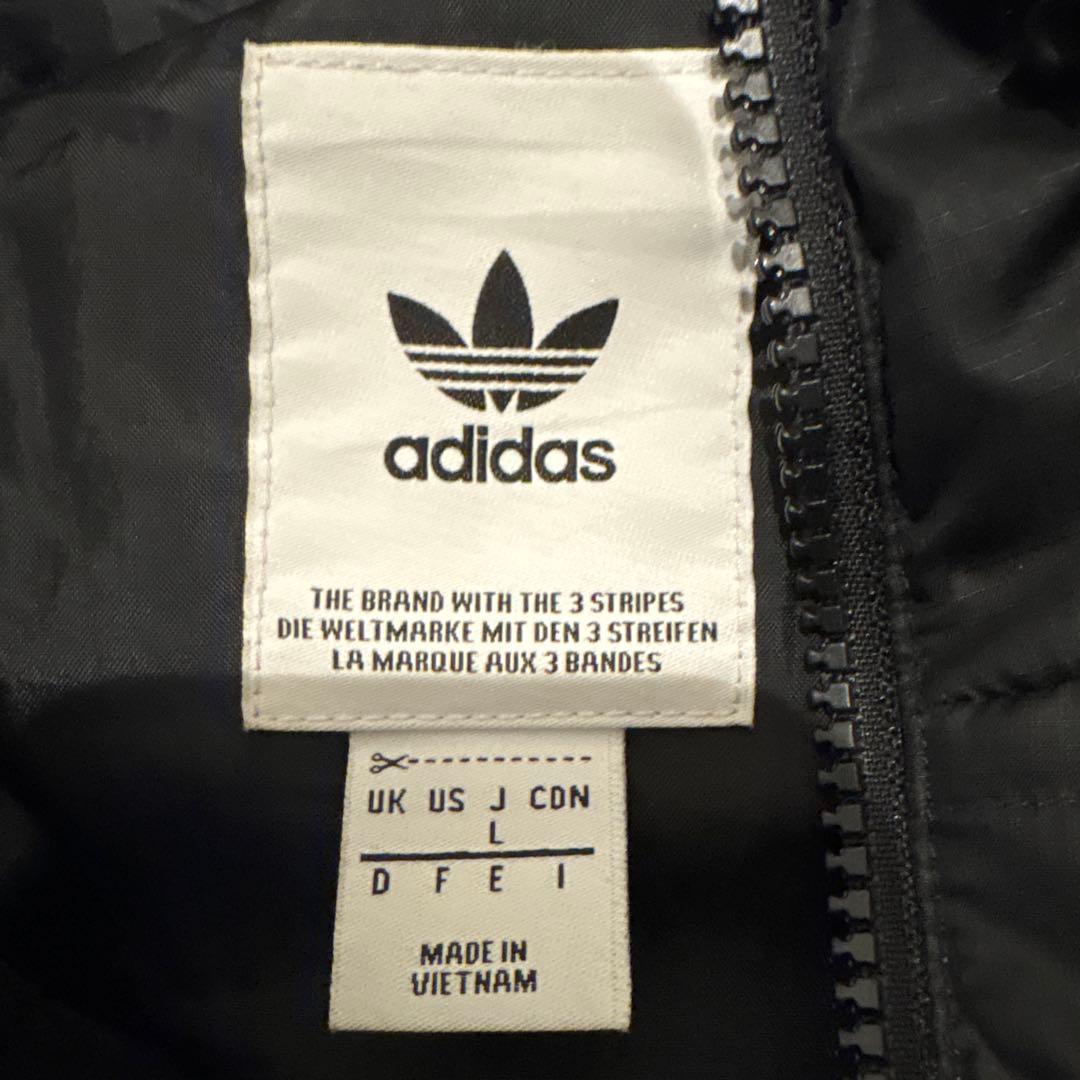 adidas
THE BRAND WITH THE 3 STRIPES
DIE WELTMARKE MIT DEN 3 STREIFEN
LA MARQUE AUX 3 BANDES
UK US J CDN
L
D F E I
MADE IN
VIETNAM